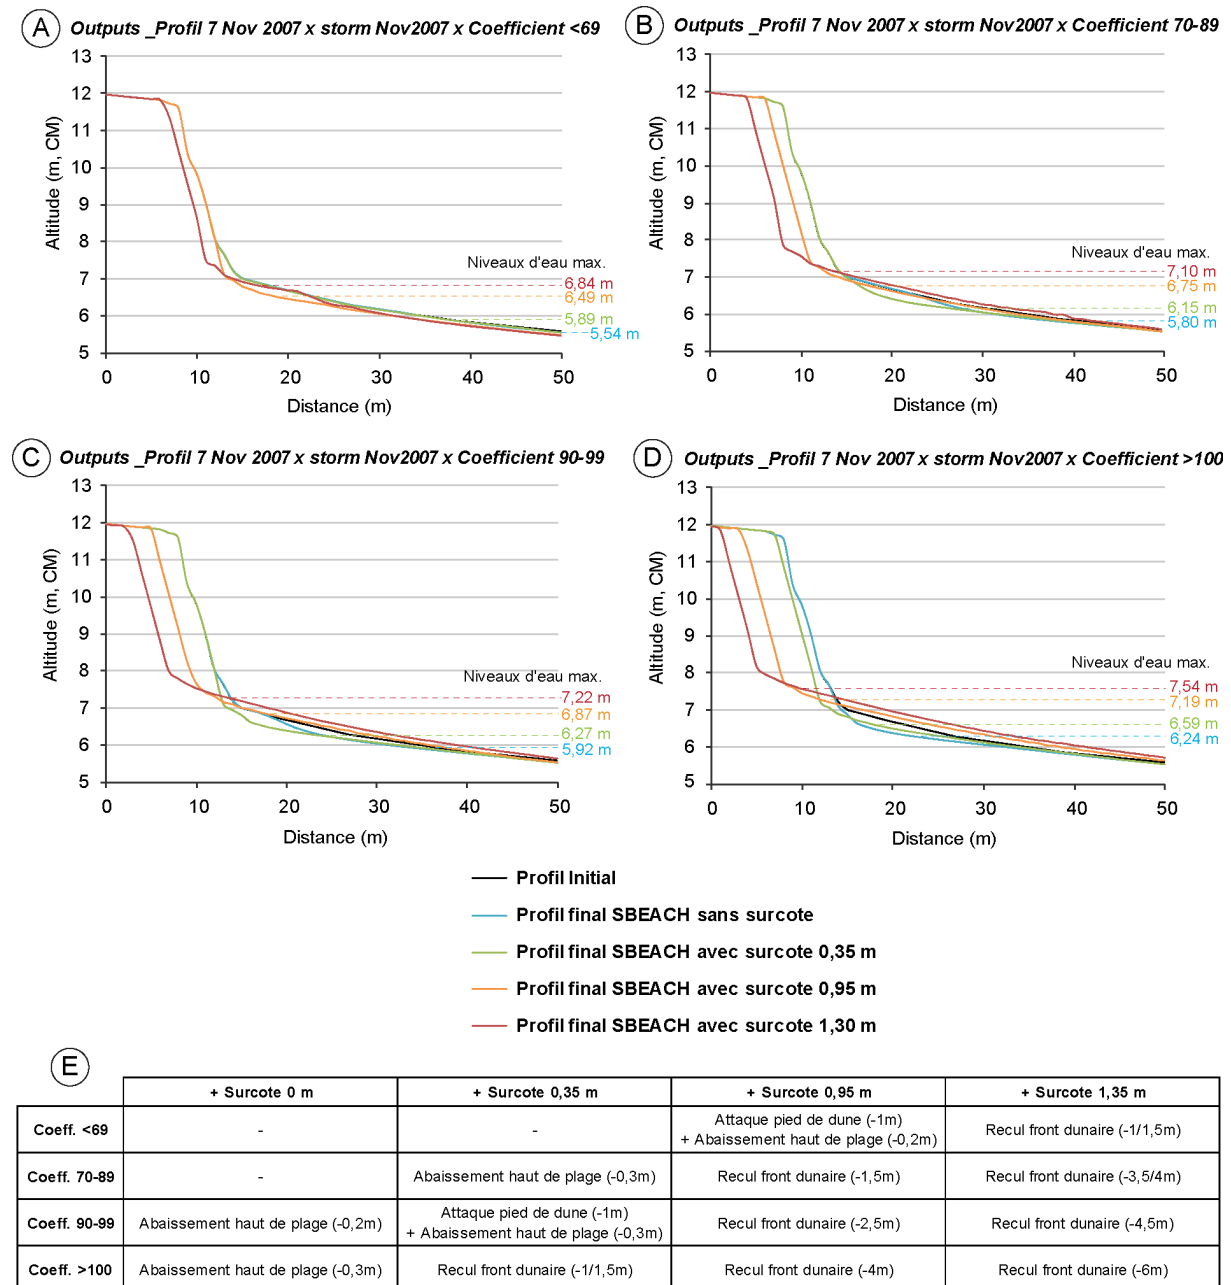 A Outputs _Profil 7 Nov 2007 x storm Nov2007 x Coefficient <69
13
12
11
10
9
8
7
6
5
Altitude (m, CM)
Niveaux d'eau max.
6,84 m
6,49 m
5,89 m
5,54 m
0 10 20 30 40 50
Distance (m)
B Outputs _Profil 7 Nov 2007 x storm Nov2007 x Coefficient 70-89
13
12
11
10
9
8
7
6
5
Altitude (m, CM)
Niveaux d'eau max.
7,10 m
6,75 m
6,15 m
5,80 m
0 10 20 30 40 50
Distance (m)
C Outputs _Profil 7 Nov 2007 x storm Nov2007 x Coefficient 90-99
13
12
11
10
9
8
7
6
5
Altitude (m, CM)
Niveaux d'eau max.
7,22 m
6,87 m
6,27 m
5,92 m
0 10 20 30 40 50
Distance (m)
D Outputs _Profil 7 Nov 2007 x storm Nov2007 x Coefficient >100
13
12
11
10
9
8
7
6
5
Altitude (m, CM)
Niveaux d'eau max.
7,54 m
7,19 m
6,59 m
6,24 m
0 10 20 30 40 50
Distance (m)
Profil Initial
Profil final SBEACH sans surcote
Profil final SBEACH avec surcote 0,35 m
Profil final SBEACH avec surcote 0,95 m
Profil final SBEACH avec surcote 1,30 m
E
+ Surcote 0 m + Surcote 0,35 m + Surcote 0,95 m + Surcote 1,35 m
Coeff. <69 - - Attaque pied de dune (-1m) + Abaissement haut de plage (-0,2m) Recul front dunaire (-1/1,5m)
Coeff. 70-89 - Abaissement haut de plage (-0,3m) Recul front dunaire (-1,5m) Recul front dunaire (-3,5/4m)
Coeff. 90-99 Abaissement haut de plage (-0,2m) Attaque pied de dune (-1m) + Abaissement haut de plage (-0,3m) Recul front dunaire (-2,5m) Recul front dunaire (-4,5m)
Coeff. >100 Abaissement haut de plage (-0,3m) Recul front dunaire (-1/1,5m) Recul front dunaire (-4m) Recul front dunaire (-6m)